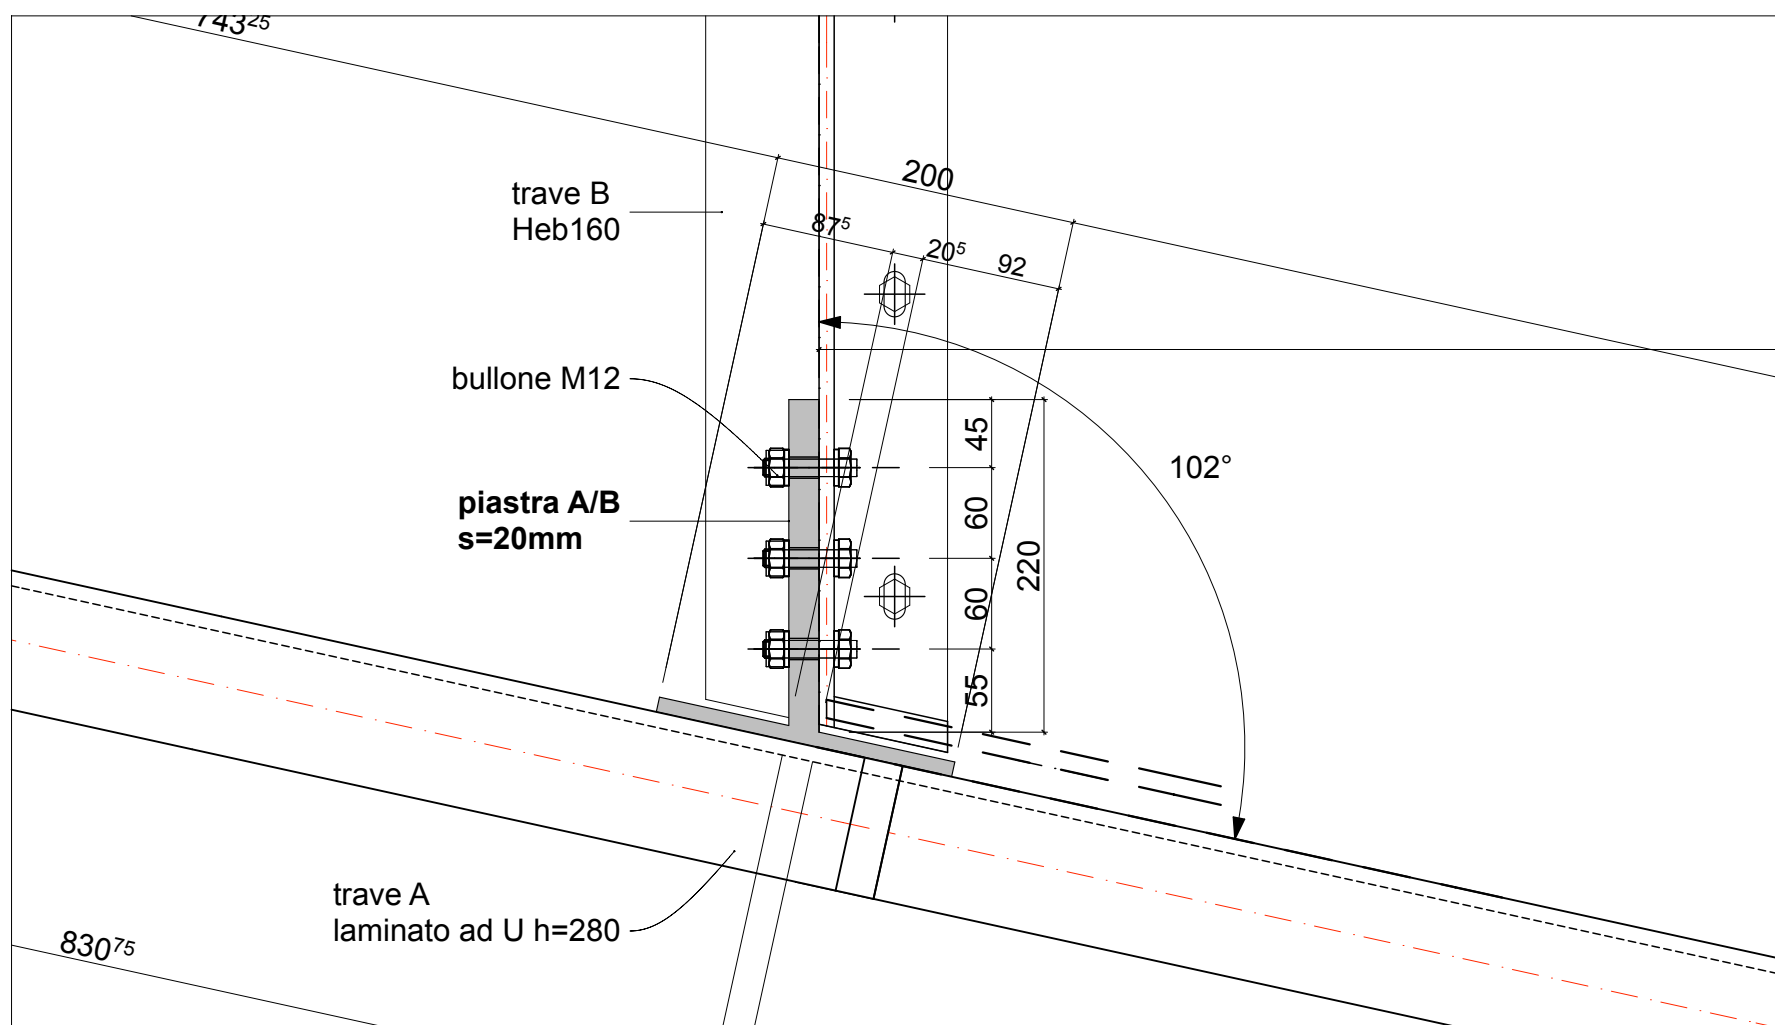 743²⁵
200
trave B
Heb160
87⁵
20⁵
92
bullone M12
45
102°
piastra A/B
s=20mm
60
220
60
55
trave A
laminato ad U h=280
830⁷⁵